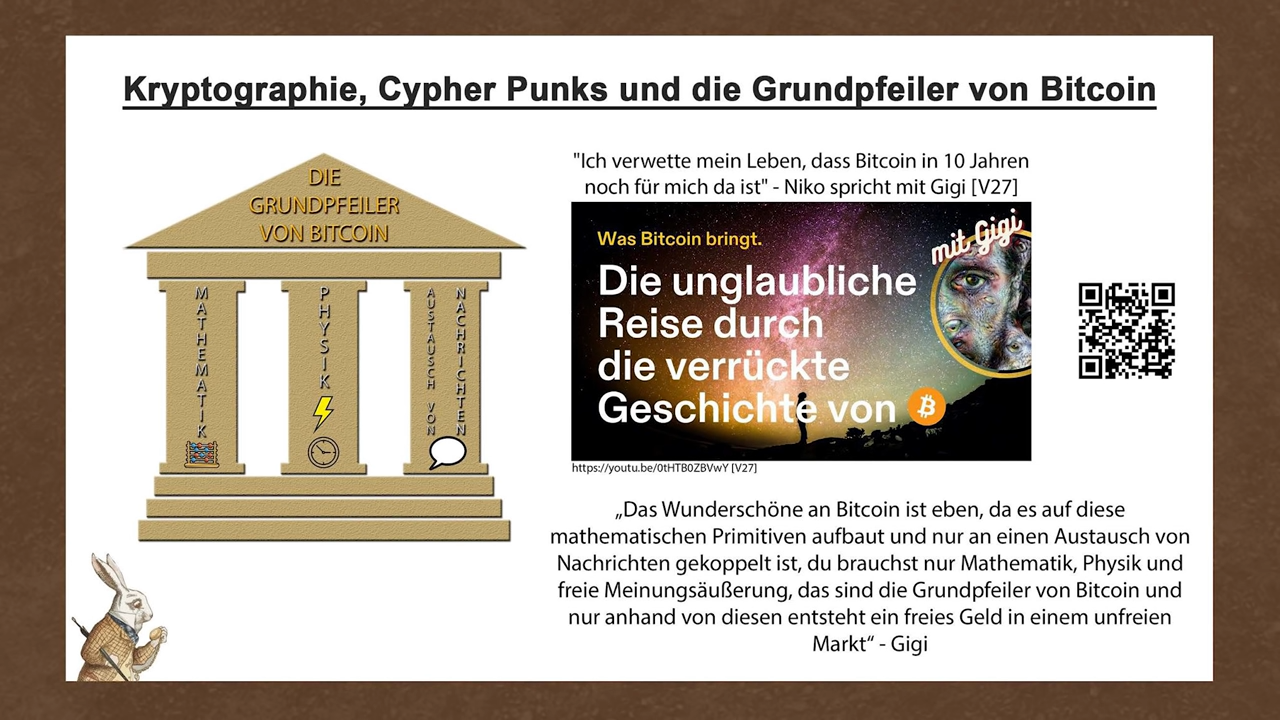 Kryptographie, Cypher Punks und die Grundpfeiler von Bitcoin
DIE
GRUNDPFEILER
VON BITCOIN
MATHEMATIK
PHYSIK
AUSTAUSCH VON
NACHRICHTEN
"Ich verwette mein Leben, dass Bitcoin in 10 Jahren
noch für mich da ist" - Niko spricht mit Gigi [V27]
Was Bitcoin bringt.
mit Gigi
Die unglaubliche
Reise durch
die verrückte
Geschichte von
https://youtu.be/0tHTB0ZBVwY [V27]
„Das Wunderschöne an Bitcoin ist eben, da es auf diese
mathematischen Primitiven aufbaut und nur an einen Austausch von
Nachrichten gekoppelt ist, du brauchst nur Mathematik, Physik und
freie Meinungsäußerung, das sind die Grundpfeiler von Bitcoin und
nur anhand von diesen entsteht ein freies Geld in einem unfreien
Markt“ - Gigi